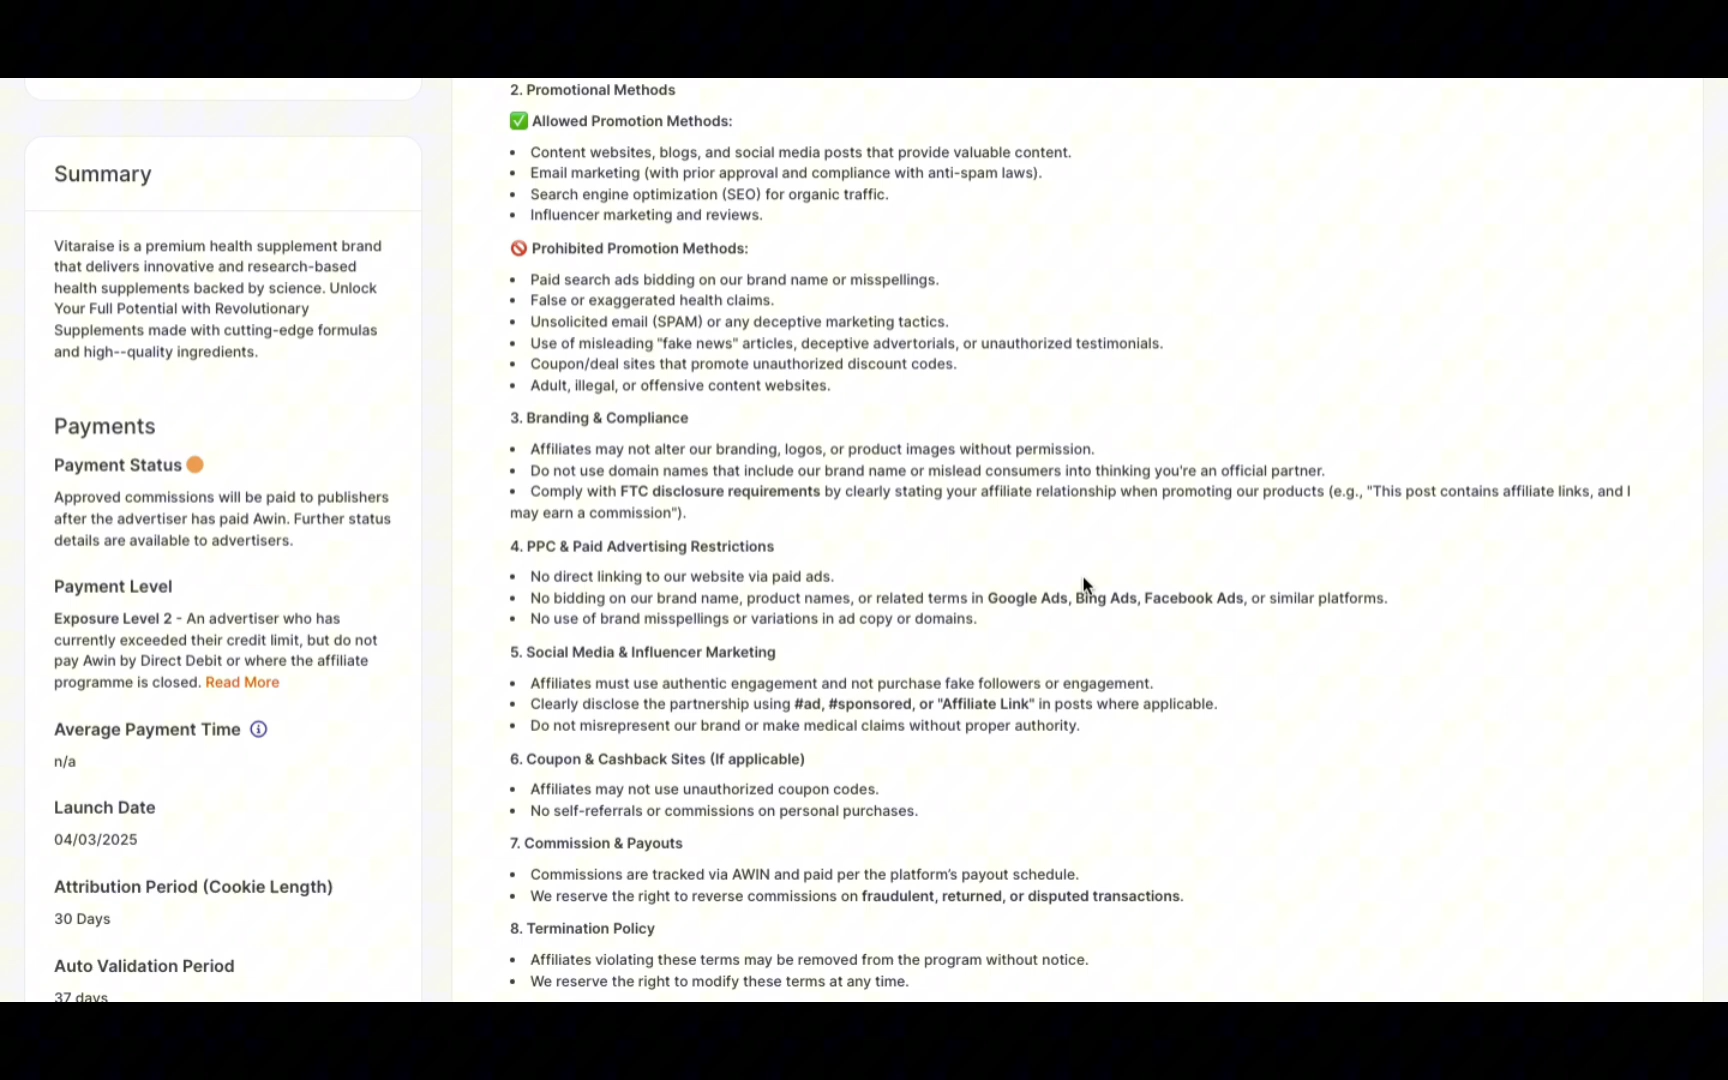 Summary
Vitaraise is a premium health supplement brand
that delivers innovative and research-based
health supplements backed by science. Unlock
Your Full Potential with Revolutionary
Supplements made with cutting-edge formulas
and high--quality ingredients.
Payments
Payment Status
Approved commissions will be paid to publishers
after the advertiser has paid Awin. Further status
details are available to advertisers.
Payment Level
Exposure Level 2 - An advertiser who has
currently exceeded their credit limit, but do not
pay Awin by Direct Debit or where the affiliate
programme is closed. Read More
Average Payment Time
n/a
Launch Date
04/03/2025
Attribution Period (Cookie Length)
30 Days
Auto Validation Period
37 days
2. Promotional Methods
✅ Allowed Promotion Methods:
• Content websites, blogs, and social media posts that provide valuable content.
• Email marketing (with prior approval and compliance with anti-spam laws).
• Search engine optimization (SEO) for organic traffic.
• Influencer marketing and reviews.
🚫 Prohibited Promotion Methods:
• Paid search ads bidding on our brand name or misspellings.
• False or exaggerated health claims.
• Unsolicited email (SPAM) or any deceptive marketing tactics.
• Use of misleading "fake news" articles, deceptive advertorials, or unauthorized testimonials.
• Coupon/deal sites that promote unauthorized discount codes.
• Adult, illegal, or offensive content websites.
3. Branding & Compliance
• Affiliates may not alter our branding, logos, or product images without permission.
• Do not use domain names that include our brand name or mislead consumers into thinking you're an official partner.
• Comply with FTC disclosure requirements by clearly stating your affiliate relationship when promoting our products (e.g., "This post contains affiliate links, and I
may earn a commission").
4. PPC & Paid Advertising Restrictions
• No direct linking to our website via paid ads.
• No bidding on our brand name, product names, or related terms in Google Ads, Bing Ads, Facebook Ads, or similar platforms.
• No use of brand misspellings or variations in ad copy or domains.
5. Social Media & Influencer Marketing
• Affiliates must use authentic engagement and not purchase fake followers or engagement.
• Clearly disclose the partnership using #ad, #sponsored, or "Affiliate Link" in posts where applicable.
• Do not misrepresent our brand or make medical claims without proper authority.
6. Coupon & Cashback Sites (If applicable)
• Affiliates may not use unauthorized coupon codes.
• No self-referrals or commissions on personal purchases.
7. Commission & Payouts
• Commissions are tracked via AWIN and paid per the platform's payout schedule.
• We reserve the right to reverse commissions on fraudulent, returned, or disputed transactions.
8. Termination Policy
• Affiliates violating these terms may be removed from the program without notice.
• We reserve the right to modify these terms at any time.